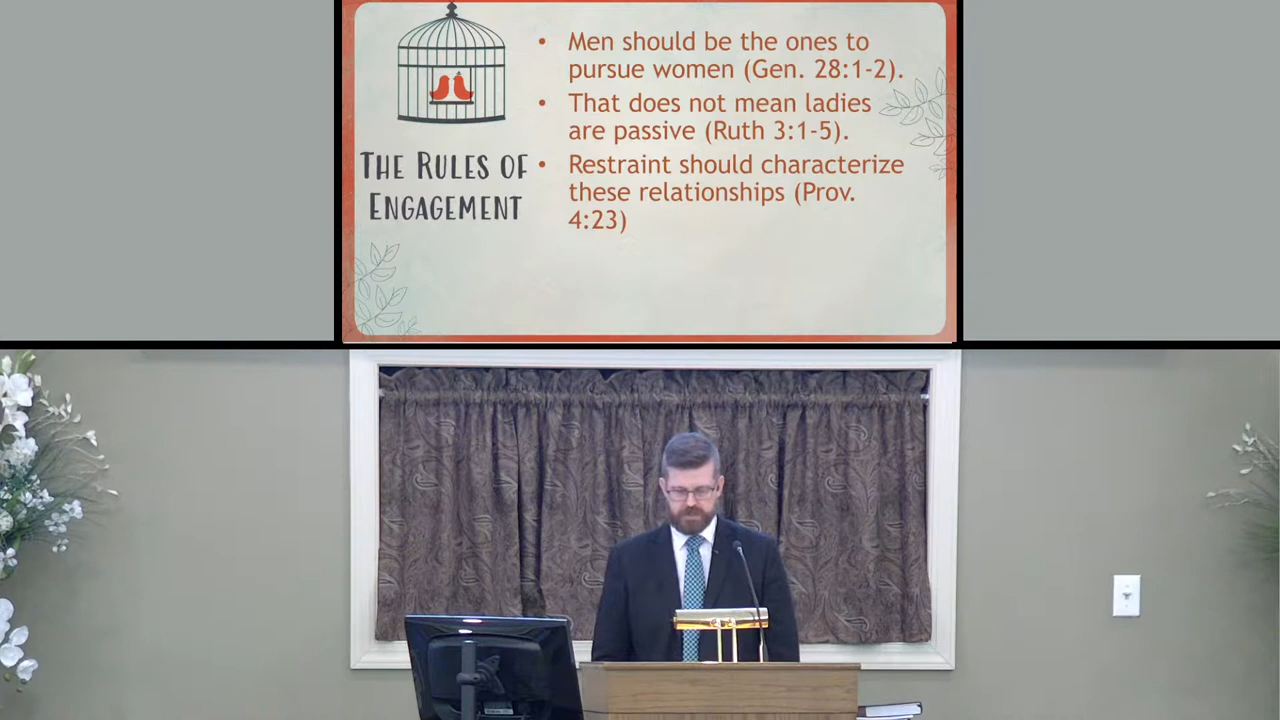 THE RULES OF
ENGAGEMENT
• Men should be the ones to
pursue women (Gen. 28:1-2).
• That does not mean ladies
are passive (Ruth 3:1-5).
• Restraint should characterize
these relationships (Prov.
4:23)